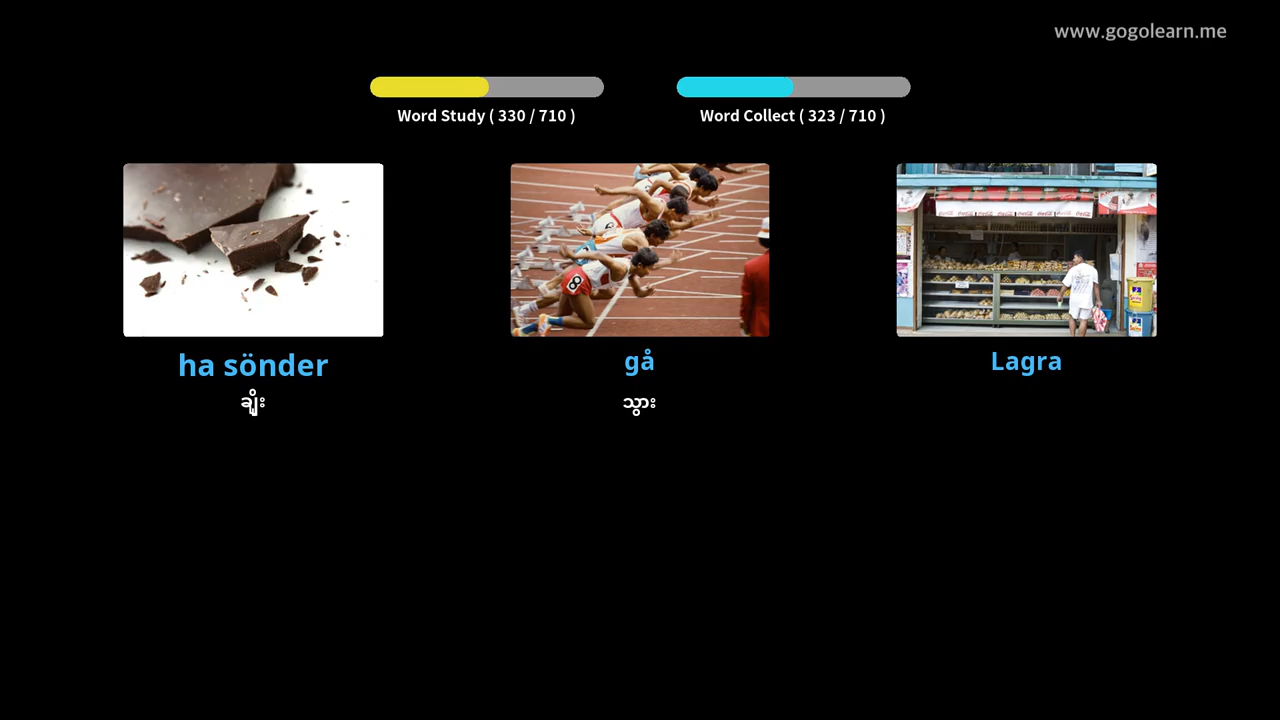 www.gogolearn.me
Word Study ( 330 / 710 )
Word Collect ( 323 / 710 )
ha sönder
gå
Lagra
ချိုး
သွား